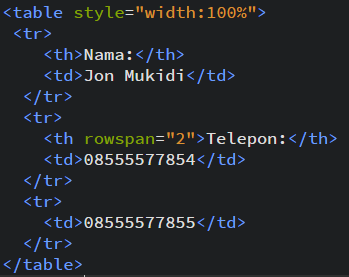 <table style="width:100%">
<tr>
<th>Nama:</th>
<td>Jon Mukidi</td>
</tr>
<tr>
<th rowspan="2">Telepon:</th>
<td>08555577854</td>
</tr>
<tr>
<td>08555577855</td>
</tr>
</table>